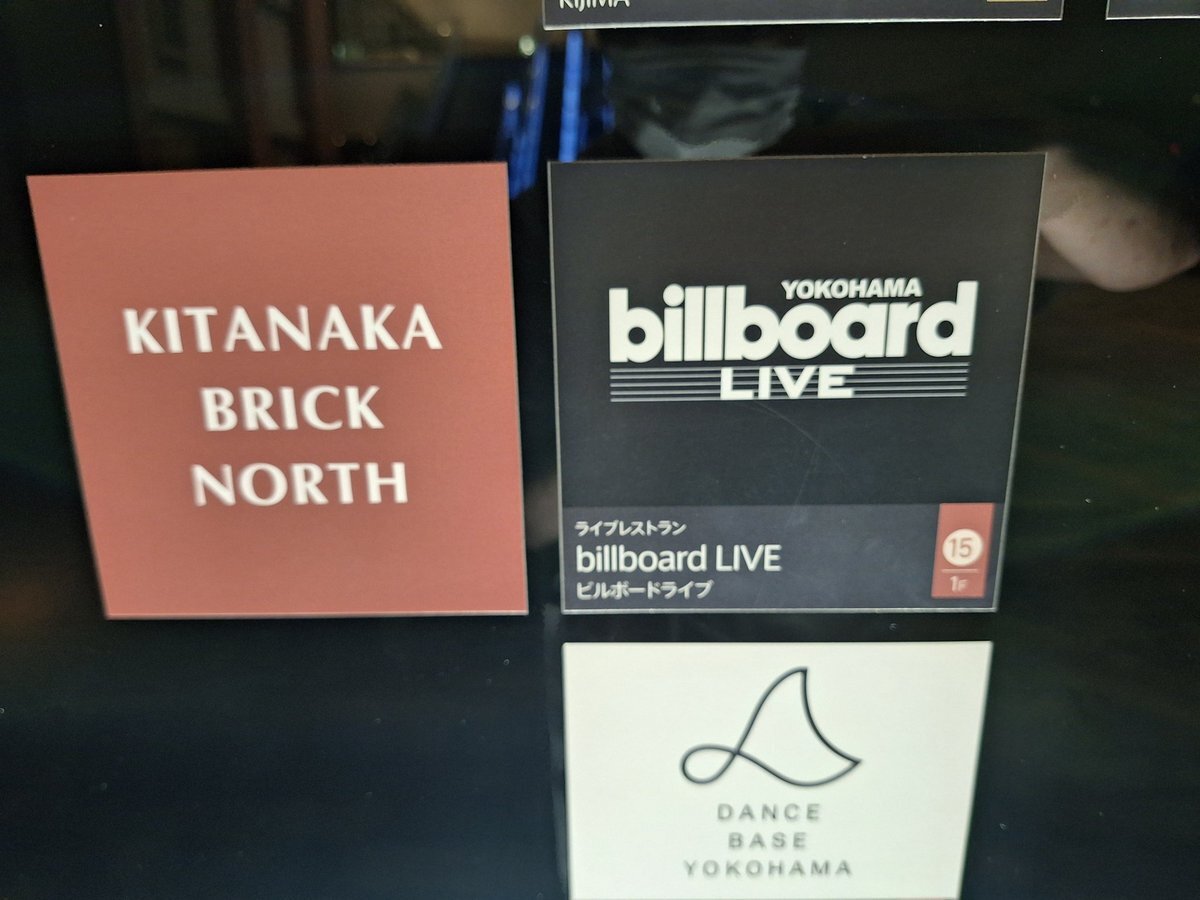 KIJIMA
KITANAKA
BRICK
NORTH
YOKOHAMA
billboard
LIVE
ライブレストラン
billboard LIVE
ビルボードライブ
15
1F
DANCE
BASE
YOKOHAMA